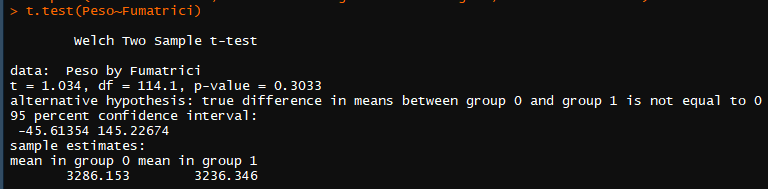 > t.test(Peso~Fumatrici)
Welch Two Sample t-test
data:  Peso by Fumatrici
t = 1.034, df = 114.1, p-value = 0.3033
alternative hypothesis: true difference in means between group 0 and group 1 is not equal to 0
95 percent confidence interval:
 -45.61354 145.22674
sample estimates:
mean in group 0 mean in group 1
       3286.153        3236.346